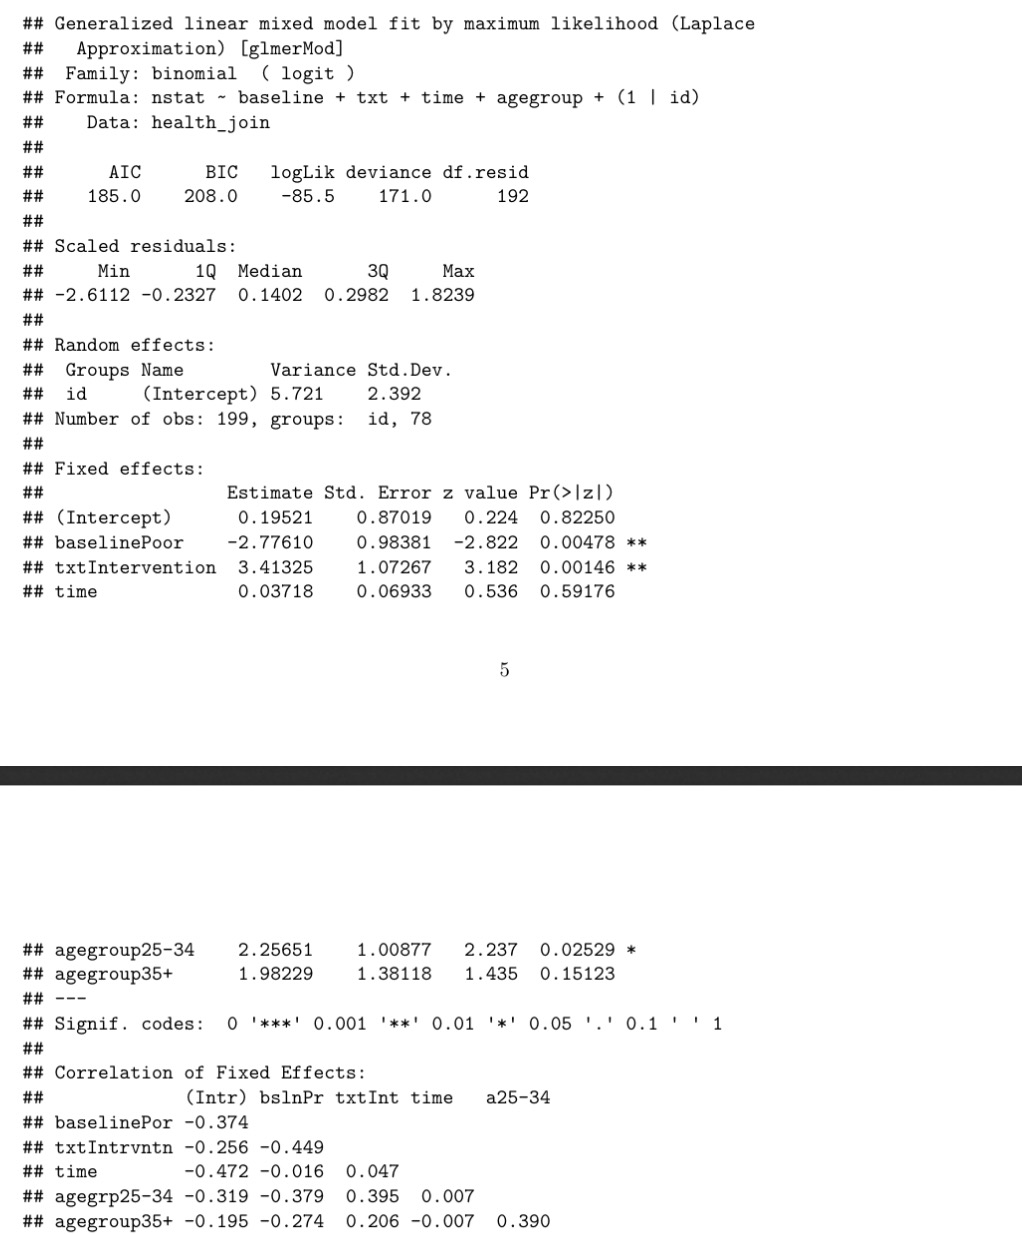 ## Generalized linear mixed model fit by maximum likelihood (Laplace
##   Approximation) [glmerMod]
##  Family: binomial  ( logit )
## Formula: nstat ~ baseline + txt + time + agegroup + (1 | id)
##    Data: health_join
##
##      AIC      BIC   logLik deviance df.resid
##    185.0    208.0    -85.5    171.0      192
##
## Scaled residuals:
##     Min      1Q  Median      3Q     Max
## -2.6112 -0.2327  0.1402  0.2982  1.8239
##
## Random effects:
##  Groups Name        Variance Std.Dev.
##  id     (Intercept) 5.721    2.392
## Number of obs: 199, groups:  id, 78
##
## Fixed effects:
##                 Estimate Std. Error z value Pr(>|z|)
## (Intercept)      0.19521    0.87019   0.224  0.82250
## baselinePoor    -2.77610    0.98381  -2.822  0.00478 **
## txtIntervention  3.41325    1.07267   3.182  0.00146 **
## time             0.03718    0.06933   0.536  0.59176
5
## agegroup25-34    2.25651    1.00877   2.237  0.02529 *
## agegroup35+      1.98229    1.38118   1.435  0.15123
## ---
## Signif. codes:  0 '***' 0.001 '**' 0.01 '*' 0.05 '.' 0.1 ' ' 1
##
## Correlation of Fixed Effects:
##             (Intr) bslnPr txtInt time   a25-34
## baselinePor -0.374
## txtIntrvntn -0.256 -0.449
## time        -0.472 -0.016  0.047
## agegrp25-34 -0.319 -0.379  0.395  0.007
## agegroup35+ -0.195 -0.274  0.206 -0.007  0.390